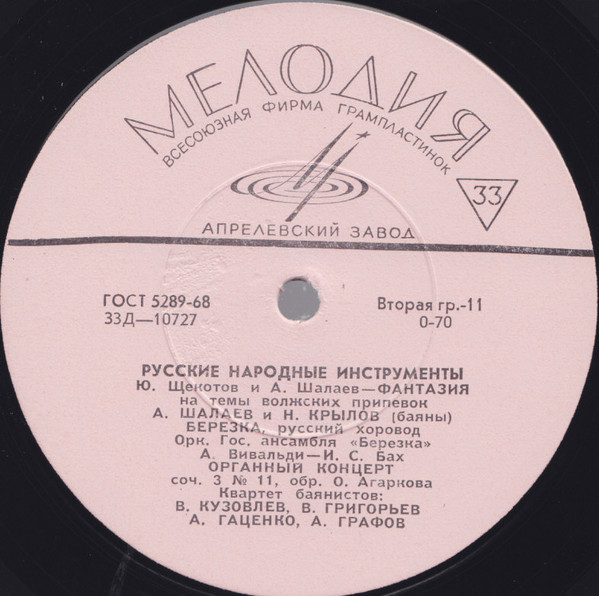 МЕЛОДИЯ
ВСЕСОЮЗНАЯ ФИРМА ГРАМПЛАСТИНОК
33
АПРЕЛЕВСКИЙ ЗАВОД
ГОСТ 5289-68
Вторая гр.-11
33Д—10727
0-70
РУССКИЕ НАРОДНЫЕ ИНСТРУМЕНТЫ
Ю. Щекотов и А. Шалаев—ФАНТАЗИЯ
на темы волжских припевок
А. ШАЛАЕВ и Н. КРЫЛОВ (баяны)
БЕРЕЗКА, русский хоровод
Орк. Гос. ансамбля «Березка»
А. Вивальди—И. С. Бах
ОРГАННЫЙ КОНЦЕРТ
соч. 3 № 11, обр. О. Агаркова
Квартет баянистов:
В. КУЗОВЛЕВ, В. ГРИГОРЬЕВ
А. ГАЦЕНКО, А. ГРАФОВ